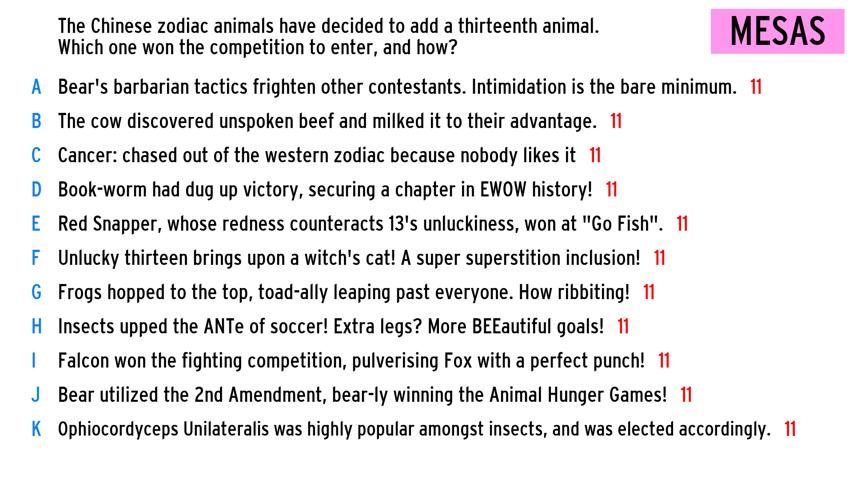 The Chinese zodiac animals have decided to add a thirteenth animal.
Which one won the competition to enter, and how?
MESAS
A Bear's barbarian tactics frighten other contestants. Intimidation is the bare minimum. 11
B The cow discovered unspoken beef and milked it to their advantage. 11
C Cancer: chased out of the western zodiac because nobody likes it 11
D Book-worm had dug up victory, securing a chapter in EWOW history! 11
E Red Snapper, whose redness counteracts 13's unluckiness, won at "Go Fish". 11
F Unlucky thirteen brings upon a witch's cat! A super superstition inclusion! 11
G Frogs hopped to the top, toad-ally leaping past everyone. How ribbiting! 11
H Insects upped the ANTe of soccer! Extra legs? More BEEautiful goals! 11
I Falcon won the fighting competition, pulverising Fox with a perfect punch! 11
J Bear utilized the 2nd Amendment, bear-ly winning the Animal Hunger Games! 11
K Ophiocordyceps Unilateralis was highly popular amongst insects, and was elected accordingly. 11